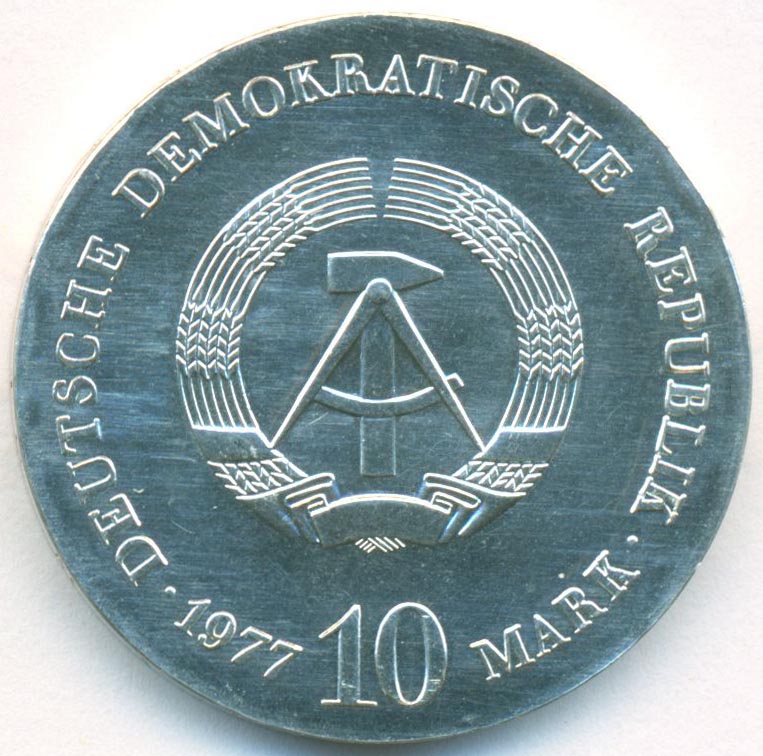 DEUTSCHE DEMOKRATISCHE REPUBLIK
· 1977 10 MARK ·